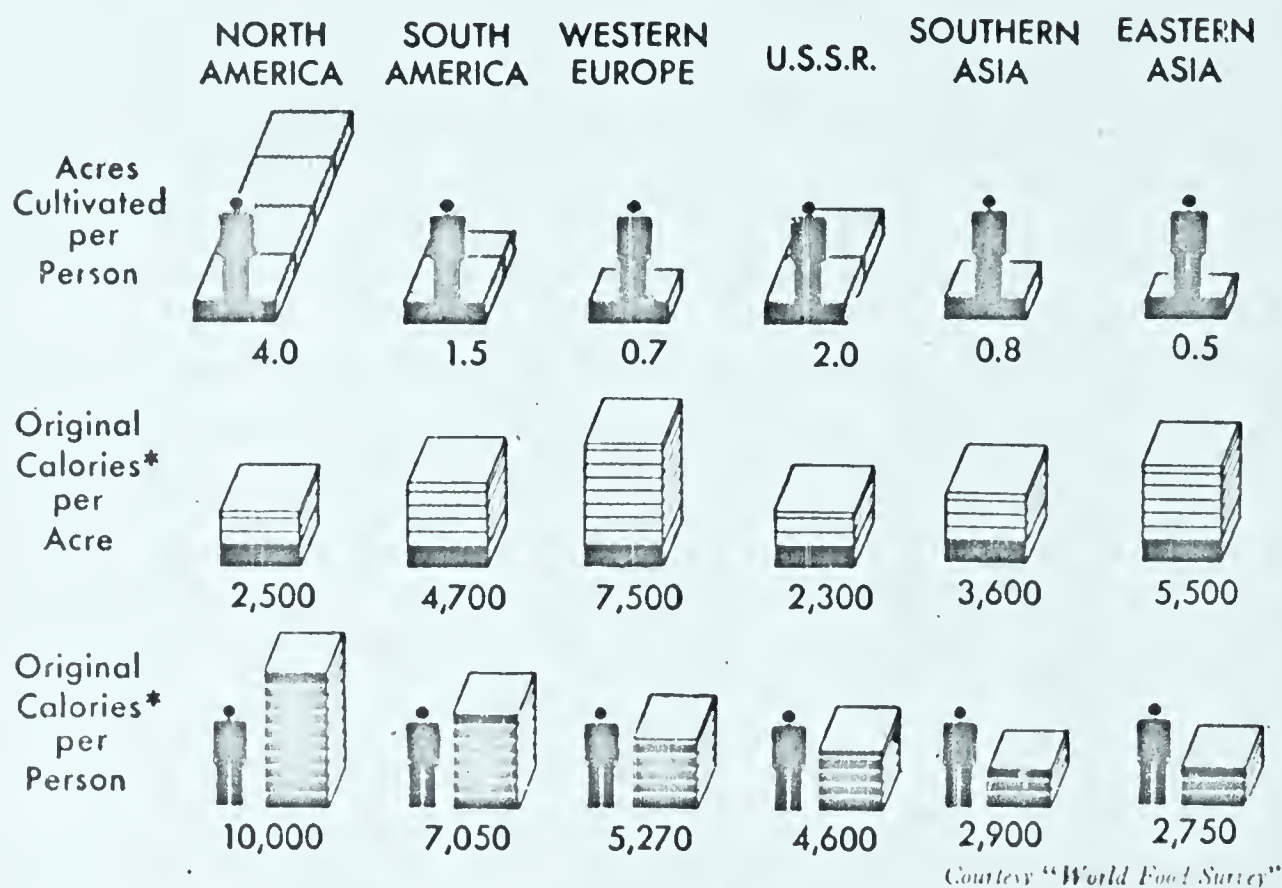 NORTH AMERICA SOUTH AMERICA WESTERN EUROPE U.S.S.R. SOUTHERN ASIA EASTERN ASIA
Acres
Cultivated
per
Person
4.0 1.5 0.7 2.0 0.8 0.5
Original
Calories*
per
Acre
2,500 4,700 7,500 2,300 3,600 5,500
Original
Calories*
per
Person
10,000 7,050 5,270 4,600 2,900 2,750
Courtesy "World Food Survey"